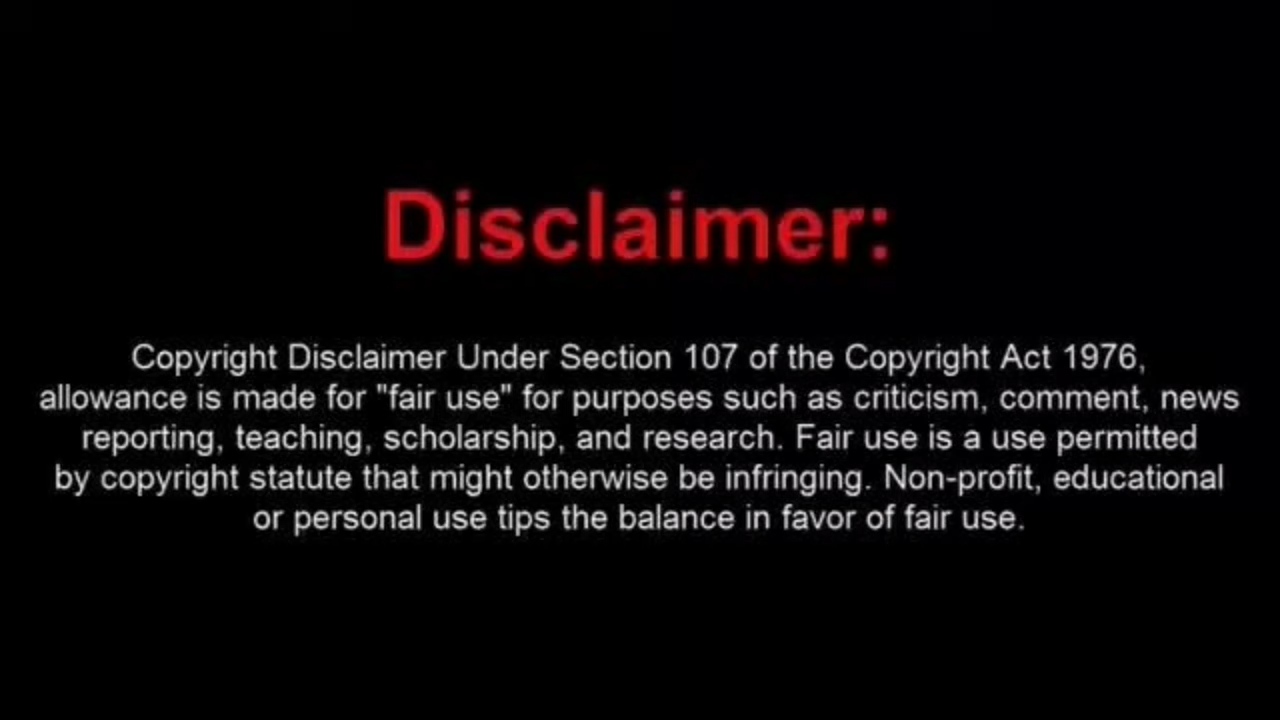 Disclaimer:
Copyright Disclaimer Under Section 107 of the Copyright Act 1976,
allowance is made for "fair use" for purposes such as criticism, comment, news
reporting, teaching, scholarship, and research. Fair use is a use permitted
by copyright statute that might otherwise be infringing. Non-profit, educational
or personal use tips the balance in favor of fair use.